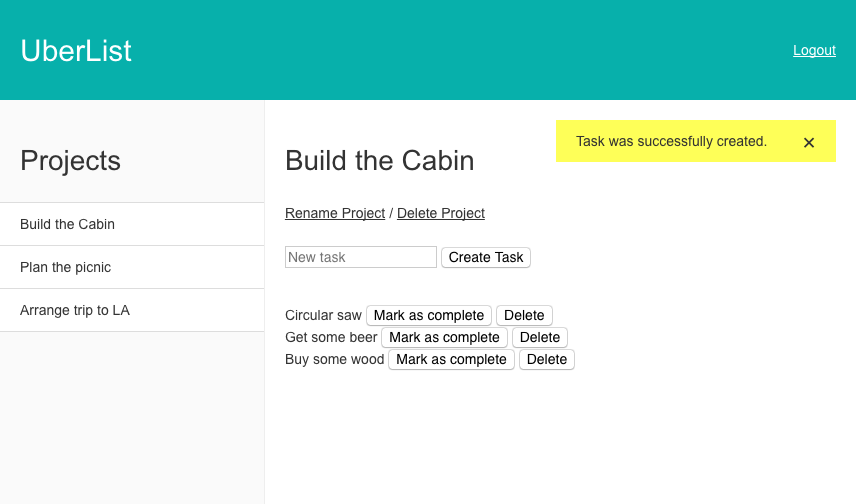 UberList
Logout
Projects
Build the Cabin
Plan the picnic
Arrange trip to LA
Task was successfully created. ×
Build the Cabin
Rename Project / Delete Project
New task Create Task
Circular saw Mark as complete Delete
Get some beer Mark as complete Delete
Buy some wood Mark as complete Delete